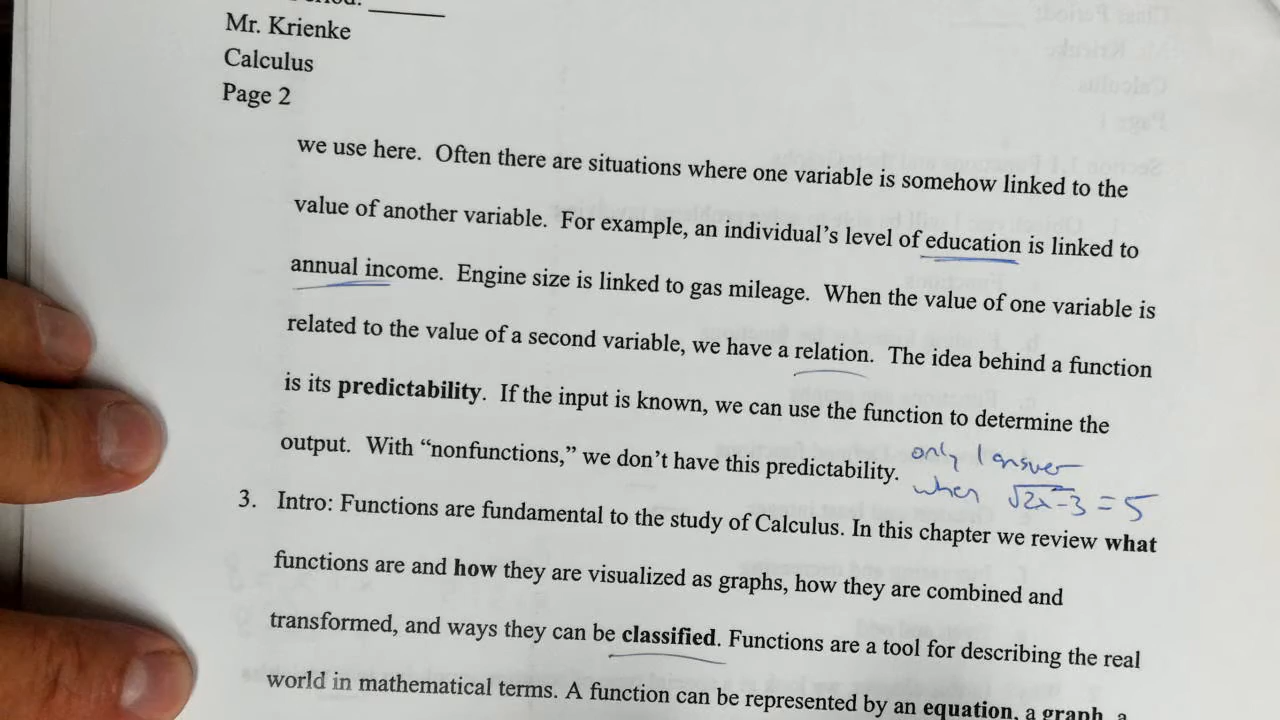 Mr. Krienke
Calculus
Page 2
we use here. Often there are situations where one variable is somehow linked to the
value of another variable. For example, an individual's level of education is linked to
annual income. Engine size is linked to gas mileage. When the value of one variable is
related to the value of a second variable, we have a relation. The idea behind a function
is its predictability. If the input is known, we can use the function to determine the
output. With “nonfunctions,” we don't have this predictability.
only 1 answer
when √2x²-3 = 5
3. Intro: Functions are fundamental to the study of Calculus. In this chapter we review what
functions are and how they are visualized as graphs, how they are combined and
transformed, and ways they can be classified. Functions are a tool for describing the real
world in mathematical terms. A function can be represented by an equation, a graph, a